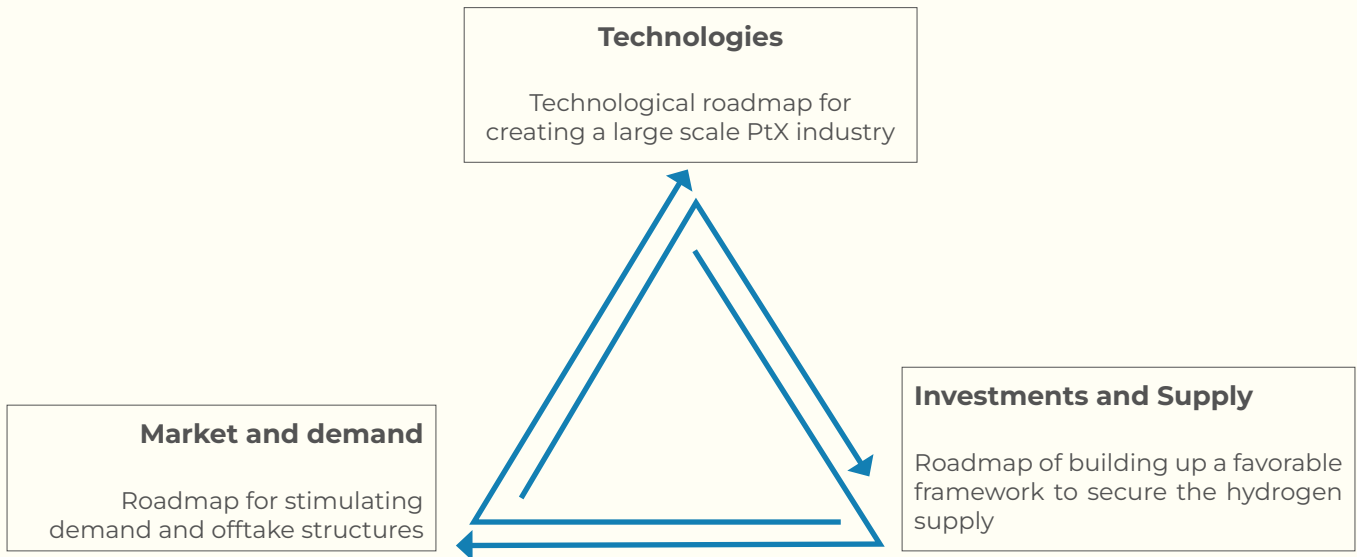 Technologies
Technological roadmap for
creating a large scale PtX industry
Market and demand
Roadmap for stimulating
demand and offtake structures
Investments and Supply
Roadmap of building up a favorable
framework to secure the hydrogen
supply